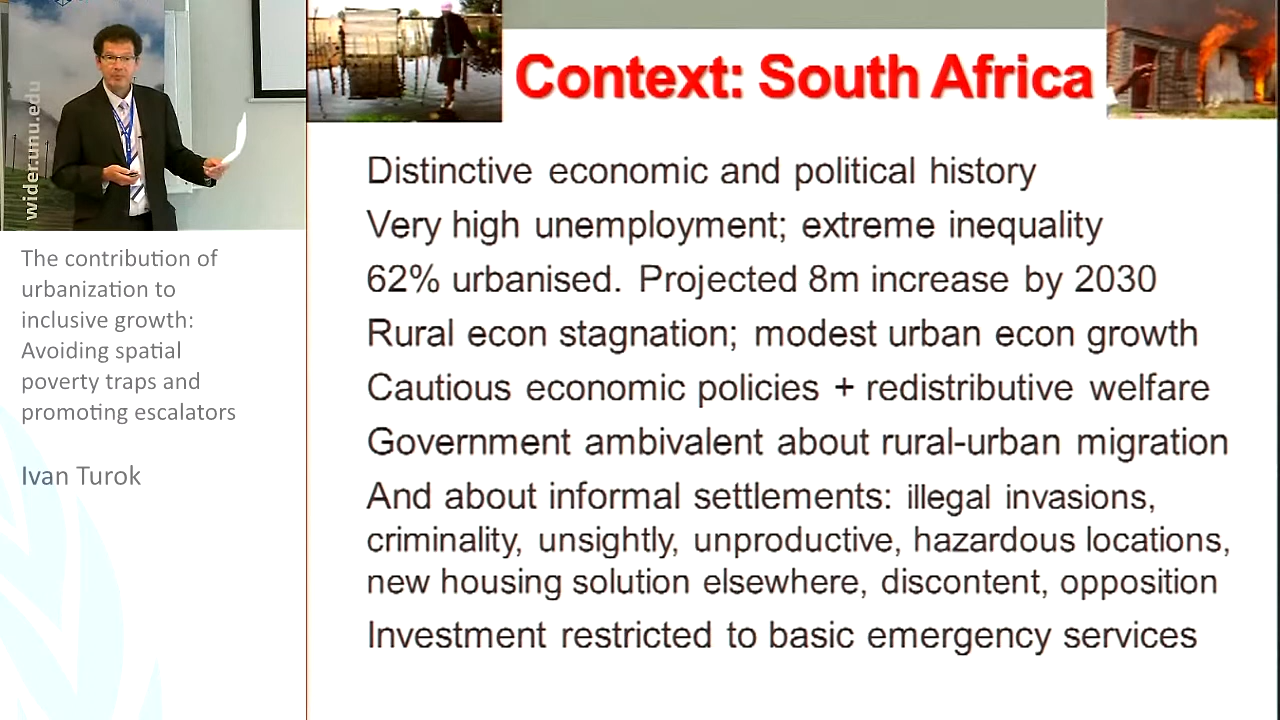 wider.unu.edu
The contribution of
urbanization to
inclusive growth:
Avoiding spatial
poverty traps and
promoting escalators
Ivan Turok
Context: South Africa
Distinctive economic and political history
Very high unemployment; extreme inequality
62% urbanised. Projected 8m increase by 2030
Rural econ stagnation; modest urban econ growth
Cautious economic policies + redistributive welfare
Government ambivalent about rural-urban migration
And about informal settlements: illegal invasions,
criminality, unsightly, unproductive, hazardous locations,
new housing solution elsewhere, discontent, opposition
Investment restricted to basic emergency services